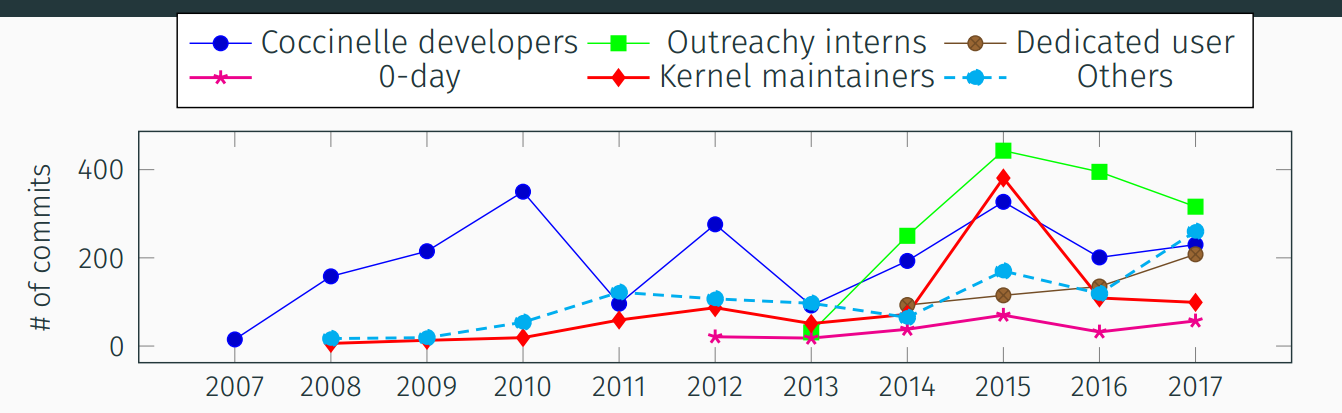 Coccinelle developers Outreachy interns Dedicated user
0-day Kernel maintainers Others
# of commits
400
200
0
2007 2008 2009 2010 2011 2012 2013 2014 2015 2016 2017